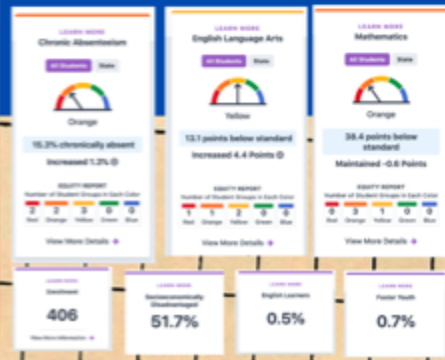 LEARN MORE
Chronic Absenteeism
All Students State
Orange
15.3% chronically absent
Increased 1.2%
EQUITY REPORT
Number of Student Groups in Each Color
2 2 3 0 0
Red Orange Yellow Green Blue
View More Details
LEARN MORE
English Language Arts
All Students State
Yellow
13.1 points below standard
Increased 4.4 Points
EQUITY REPORT
Number of Student Groups in Each Color
1 1 2 0 0
Red Orange Yellow Green Blue
View More Details
LEARN MORE
Mathematics
All Students State
Orange
38.4 points below
standard
Maintained -0.6 Points
EQUITY REPORT
Number of Student Groups in Each Color
0 3 1 0 0
Red Orange Yellow Green Blue
View More Details
LEARN MORE
Enrollment
406
View More Information
LEARN MORE
Socioeconomically
Disadvantaged
51.7%
LEARN MORE
English Learners
0.5%
LEARN MORE
Foster Youth
0.7%